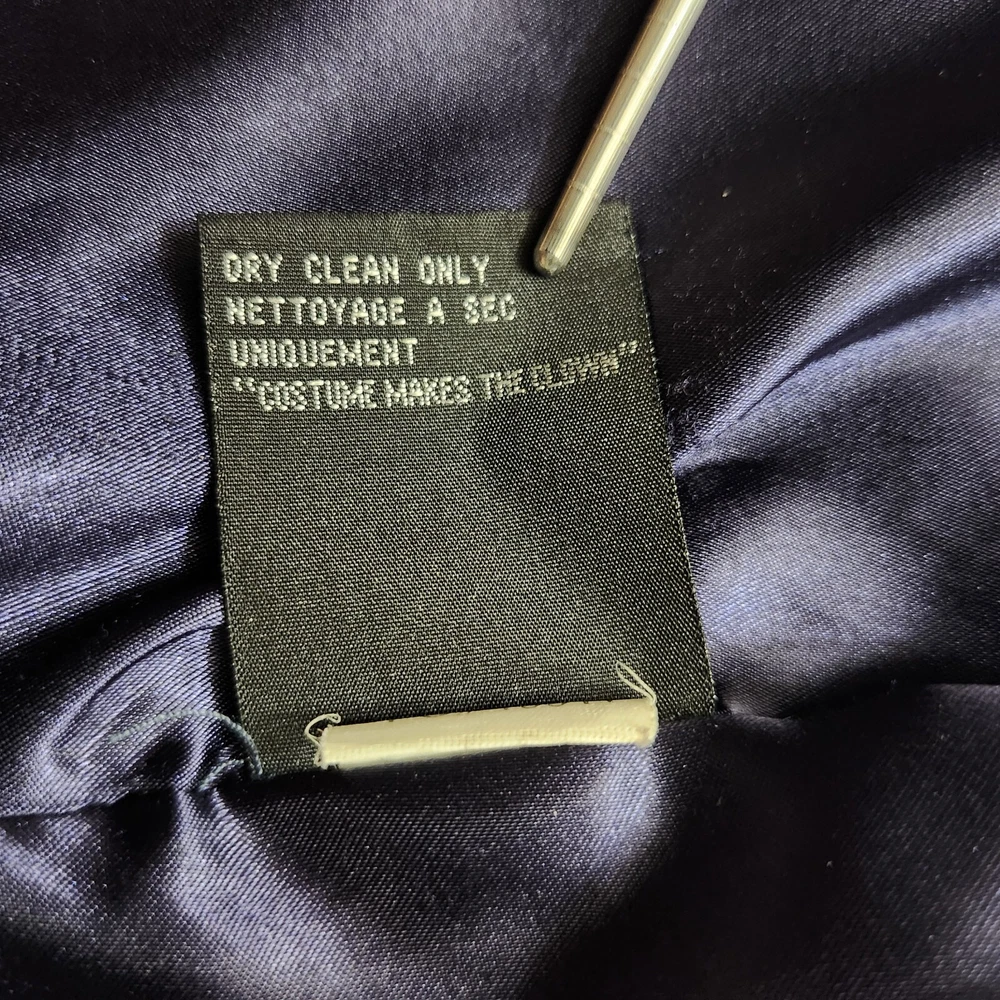 DRY CLEAN ONLY
NETTOYAGE A SEC
UNIQUEMENT
"COSTUME MAKES THE CLOWN"